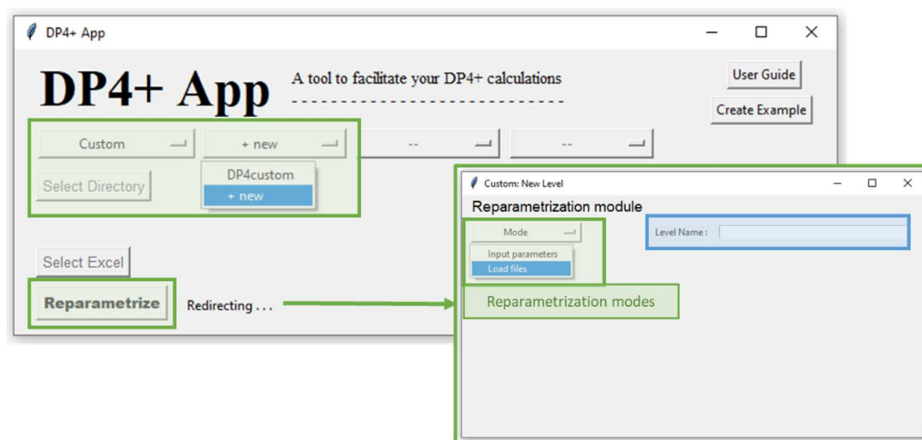 DP4+ App
DP4+ App
A tool to facilitate your DP4+ calculations
- - - - - - - - - - - - - - - - - - - - - - - - - - - -
User Guide
Create Example
Custom
+ new
--
--
Select Directory
DP4custom
+ new
Select Excel
Reparametrize
Redirecting . . .
Custom: New Level
Reparametrization module
Mode
Level Name :
Input parameters
Load files
Reparametrization modes